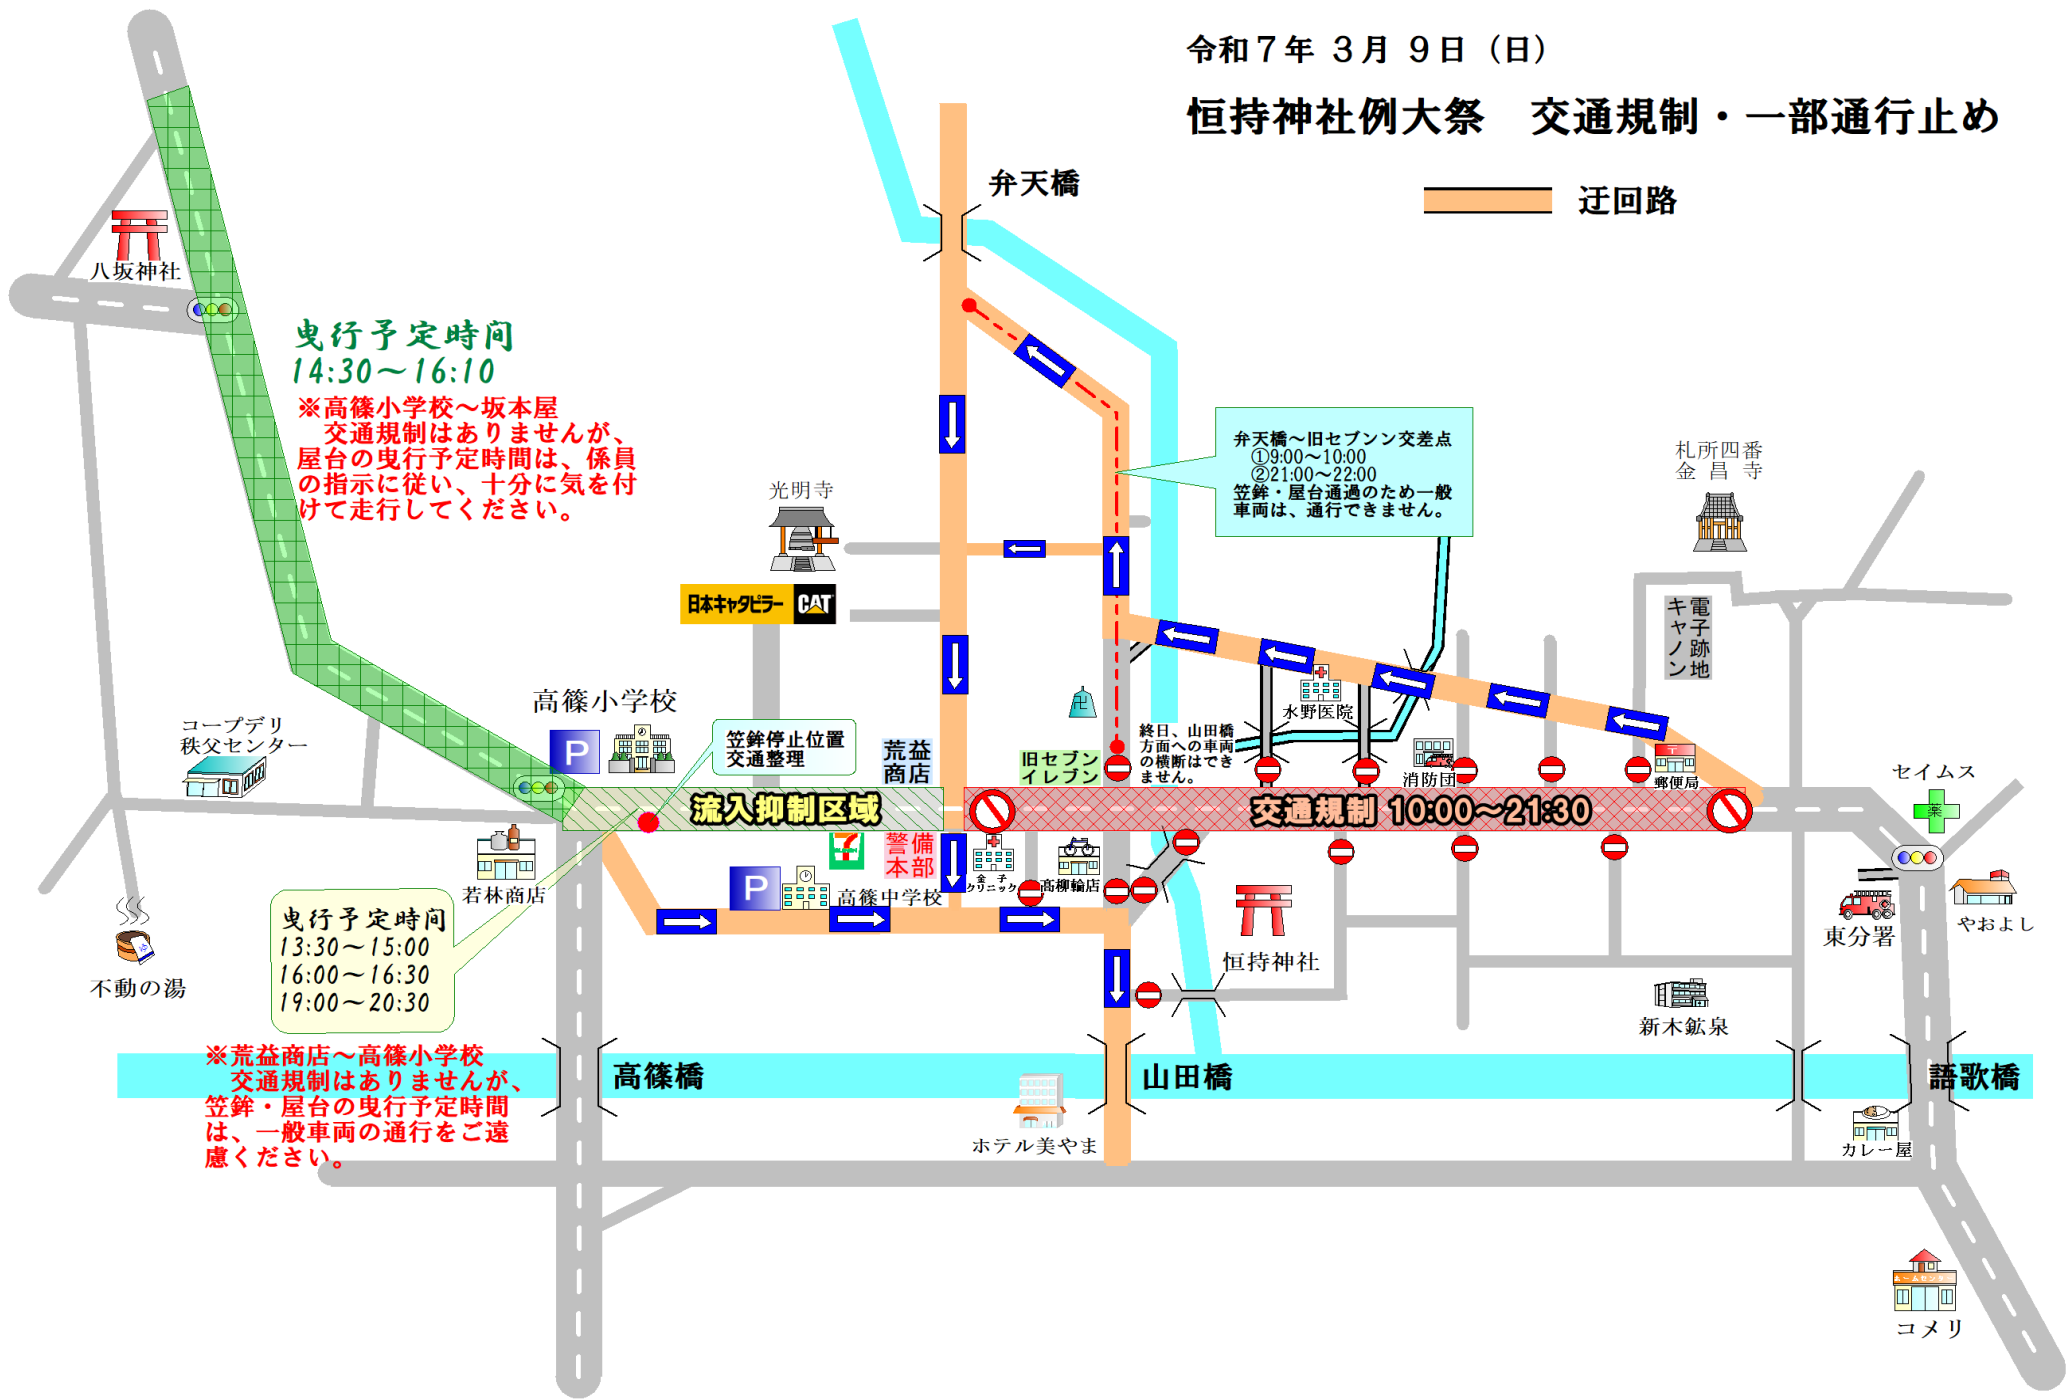 令和７年 ３月 ９日（日）
恒持神社例大祭　交通規制・一部通行止め
迂回路
弁天橋
八坂神社
曳行予定時間
14:30～16:10
※高篠小学校～坂本屋
交通規制はありませんが、
屋台の曳行予定時間は、係員
の指示に従い、十分に気を付
けて走行してください。
弁天橋～旧セブンン交差点
①9:00～10:00
②21:00～22:00
笠鉾・屋台通過のため一般
車両は、通行できません。
札所四番
金昌寺
光明寺
日本キャタピラー
CAT
電子跡地
キャノン
高篠小学校
P
コープデリ
秩父センター
笠鉾停止位置
交通整理
荒益
商店
旧セブン
イレブン
卍
終日、山田橋
方面への車両
の横断はでき
ません。
水野医院
消防団
〒
郵便局
セイムス
薬
流入抑制区域
交通規制 10:00～21:30
若林商店
7
警備
本部
金子
クリニック
髙柳輪店
P
高篠中学校
恒持神社
東分署
やおよし
曳行予定時間
13:30～15:00
16:00～16:30
19:00～20:30
不動の湯
新木鉱泉
※荒益商店～高篠小学校
交通規制はありませんが、
笠鉾・屋台の曳行予定時間
は、一般車両の通行をご遠
慮ください。
高篠橋
山田橋
語歌橋
ホテル美やま
カレー屋
ホームセンター
コメリ